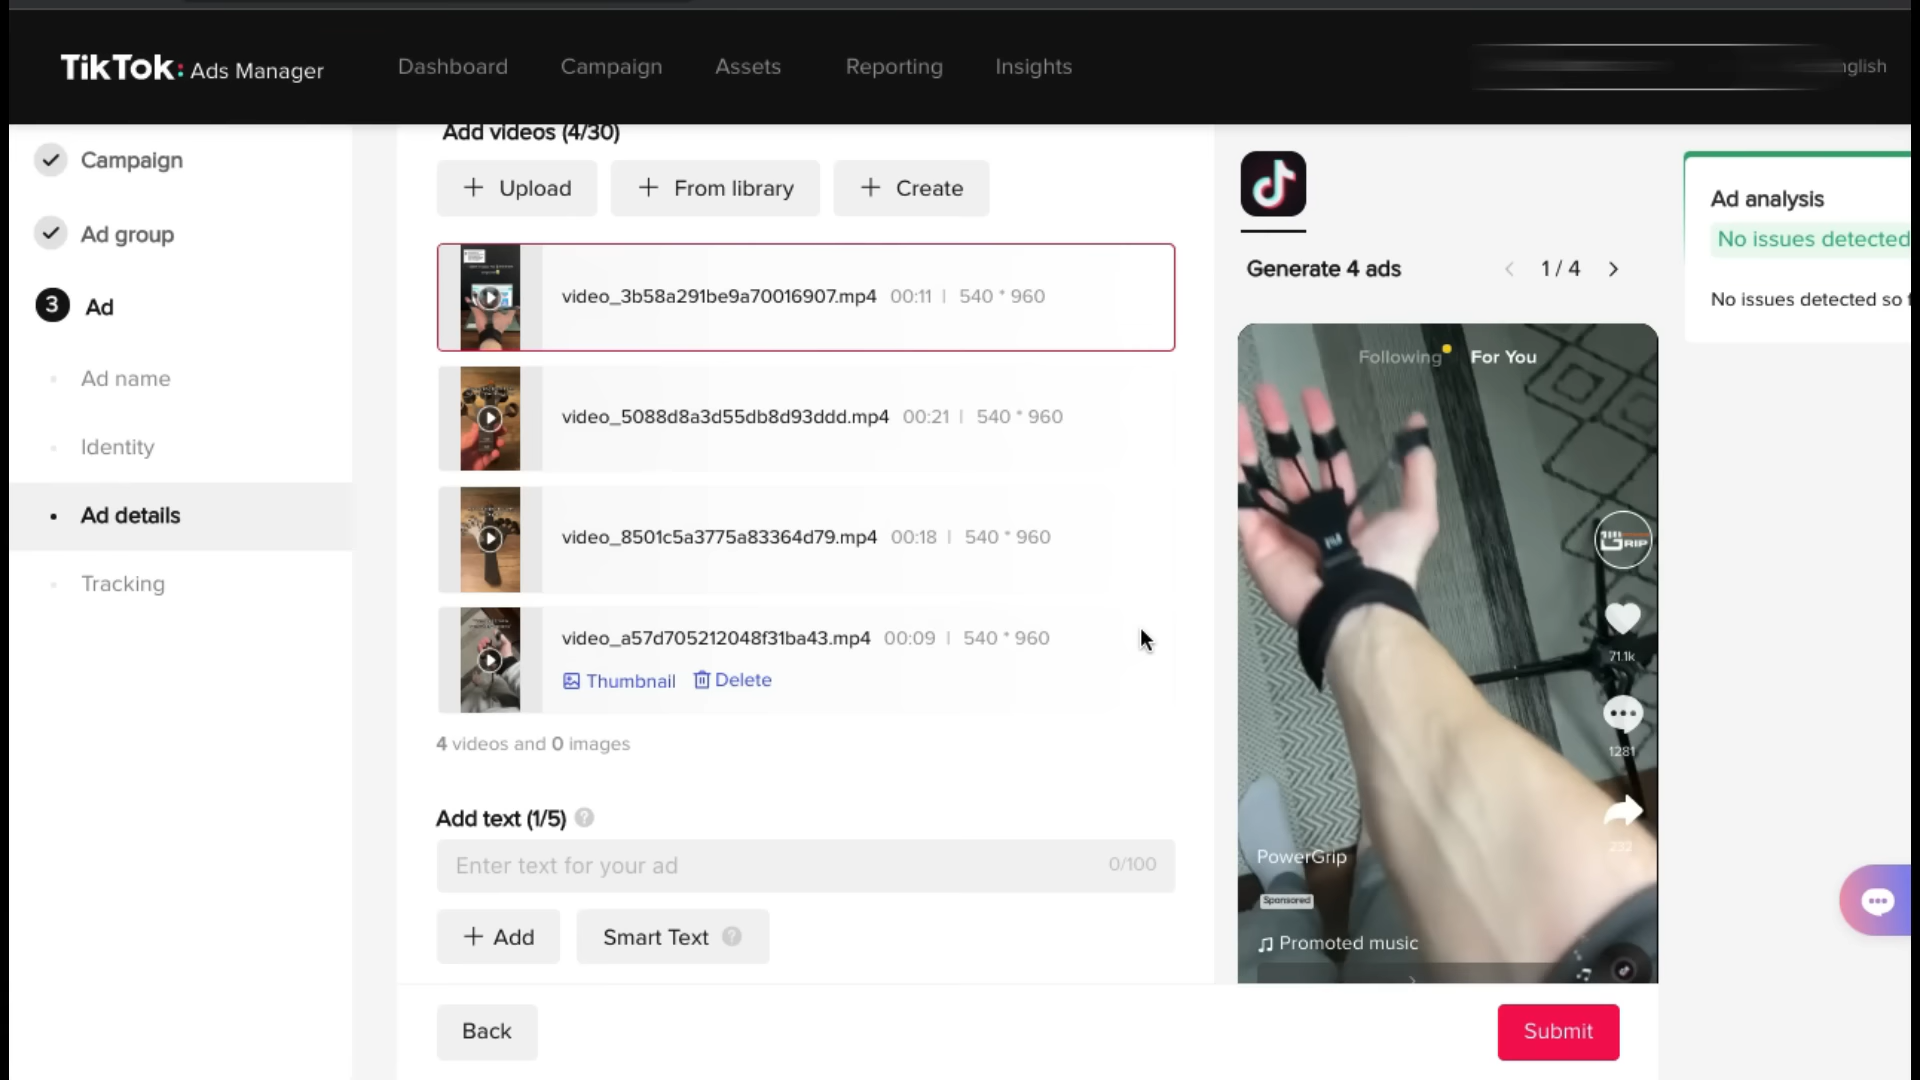 TikTok: Ads Manager
Dashboard
Campaign
Assets
Reporting
Insights
nglish
Campaign
Ad group
3 Ad
Ad name
Identity
Ad details
Tracking
Add videos (4/30)
+ Upload
+ From library
+ Create
video_3b58a291be9a70016907.mp4 00:11 | 540 * 960
video_5088d8a3d55db8d93ddd.mp4 00:21 | 540 * 960
video_8501c5a3775a83364d79.mp4 00:18 | 540 * 960
video_a57d705212048f31ba43.mp4 00:09 | 540 * 960
Thumbnail Delete
4 videos and 0 images
Add text (1/5) ?
Enter text for your ad 0/100
+ Add
Smart Text ?
Back
Submit
Generate 4 ads
< 1 / 4 >
Following For You
71.1k
1281
232
PowerGrip
Sponsored
Promoted music
Ad analysis
No issues detected
No issues detected so